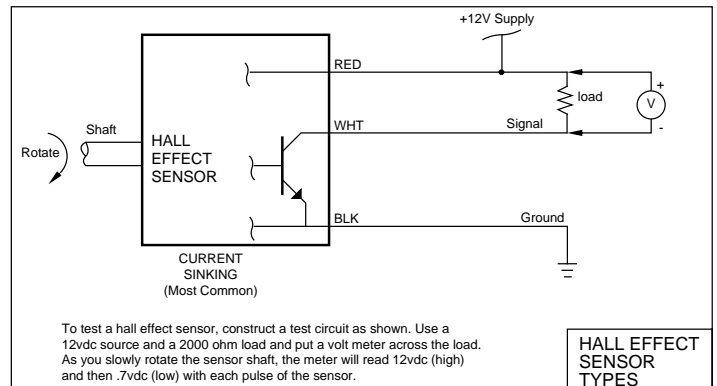 +12V Supply
RED
load
+
V
-
WHT
Signal
Shaft
Rotate
HALL
EFFECT
SENSOR
BLK
Ground
CURRENT
SINKING
(Most Common)
To test a hall effect sensor, construct a test circuit as shown. Use a
12vdc source and a 2000 ohm load and put a volt meter across the load.
As you slowly rotate the sensor shaft, the meter will read 12vdc (high)
and then .7vdc (low) with each pulse of the sensor.
HALL EFFECT
SENSOR
TYPES